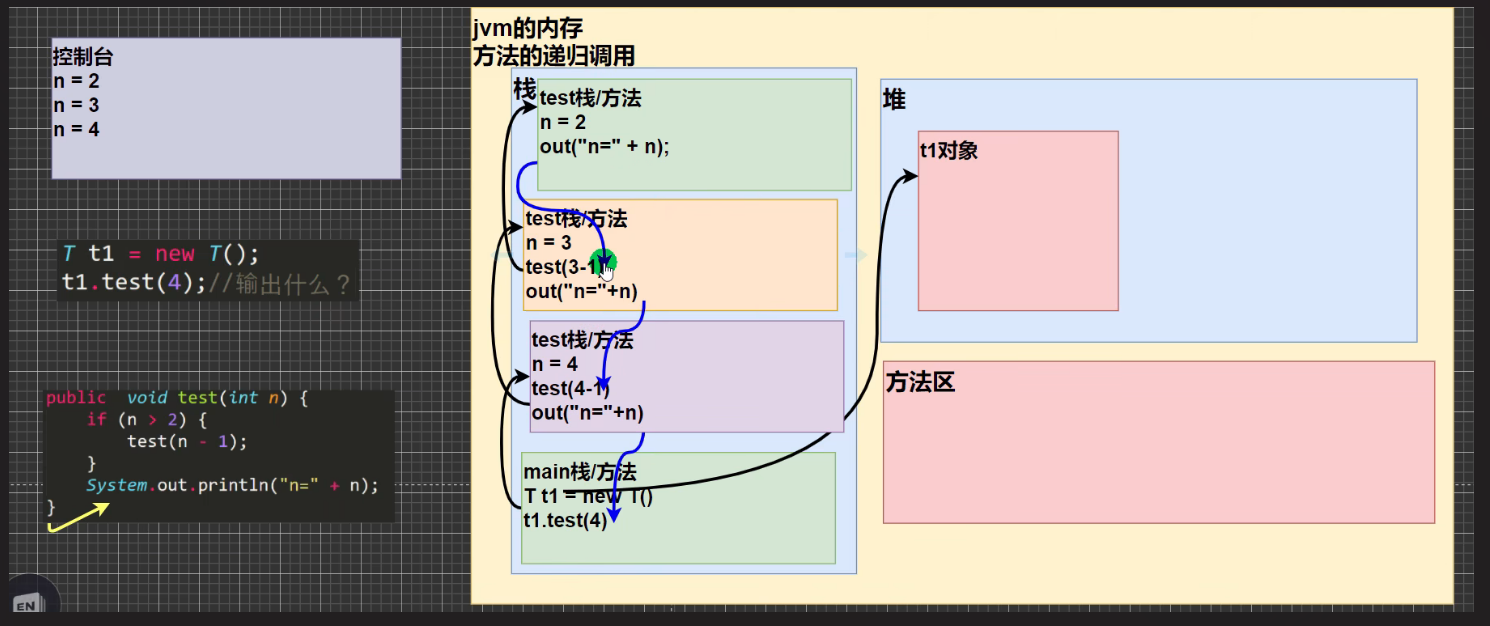 控制台
n = 2
n = 3
n = 4
T t1 = new T();
t1.test(4);//输出什么？
public void test(int n) {
if (n > 2) {
test(n - 1);
}
System.out.println("n=" + n);
}
EN
jvm的内存
方法的递归调用
栈
test栈/方法
n = 2
out("n=" + n);
test栈/方法
n = 3
test(3-1)
out("n="+n)
test栈/方法
n = 4
test(4-1)
out("n="+n)
main栈/方法
T t1 = new T()
t1.test(4)
堆
t1对象
方法区